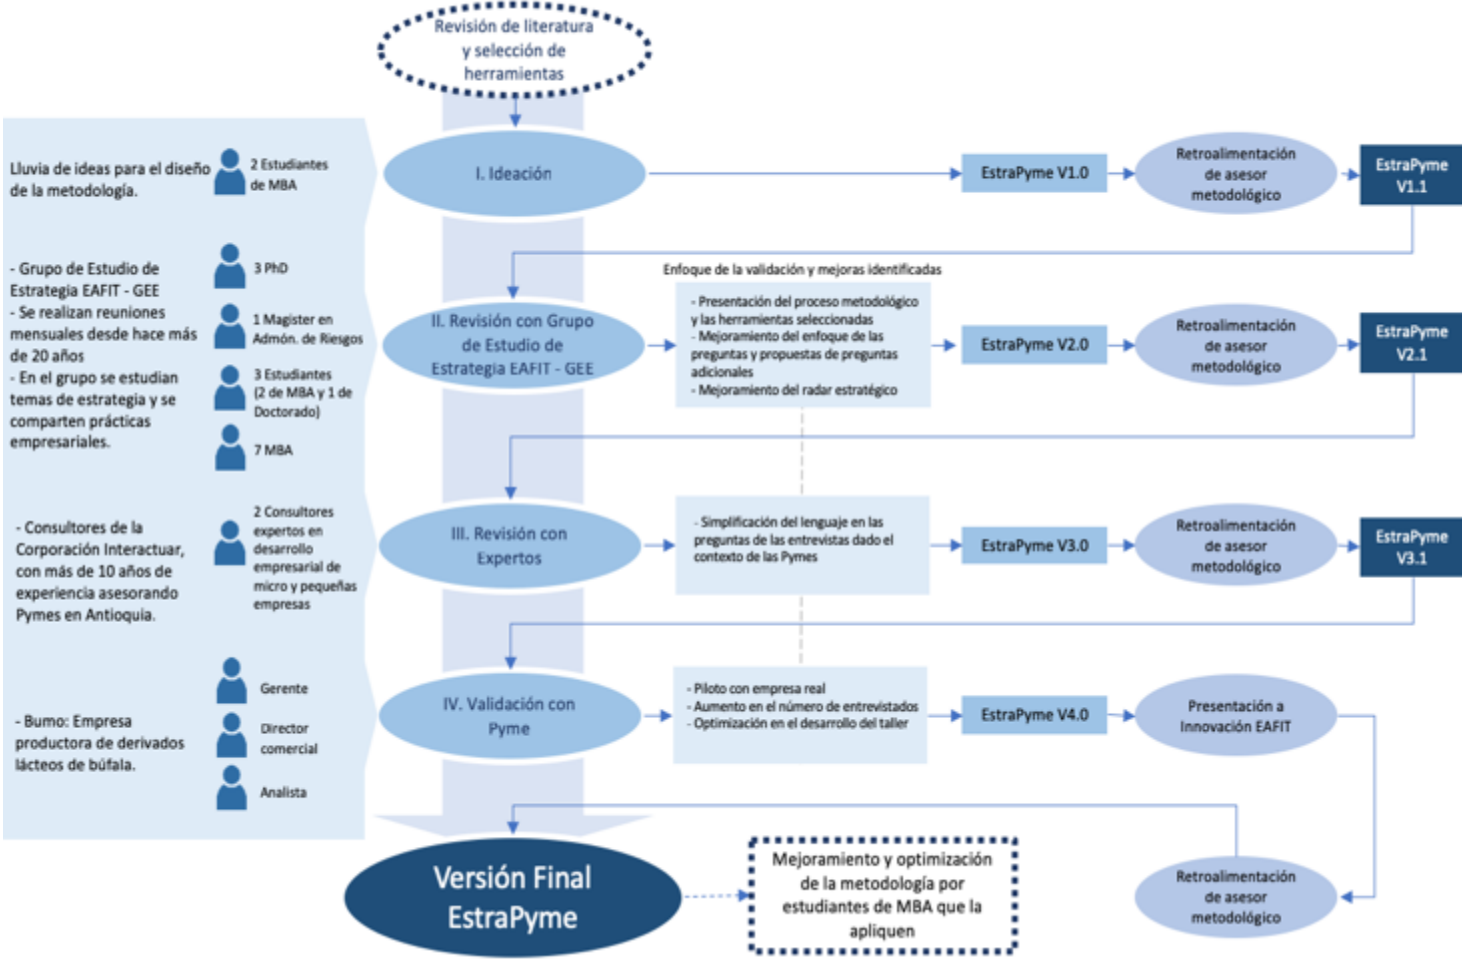 Revisión de literatura
y selección de
herramientas
Lluvia de ideas para el diseño
de la metodología.
2 Estudiantes
de MBA
I. Ideación
EstraPyme V1.0
Retroalimentación
de asesor
metodológico
EstraPyme
V1.1
- Grupo de Estudio de
Estrategia EAFIT - GEE
- Se realizan reuniones
mensuales desde hace más
de 20 años
- En el grupo se estudian
temas de estrategia y se
comparten prácticas
empresariales.
3 PhD
1 Magister en
Admón. de Riesgos
3 Estudiantes
(2 de MBA y 1 de
Doctorado)
7 MBA
II. Revisión con Grupo
de Estudio de
Estrategia EAFIT - GEE
Enfoque de la validación y mejoras identificadas
- Presentación del proceso metodológico
y las herramientas seleccionadas
- Mejoramiento del enfoque de las
preguntas y propuestas de preguntas
adicionales
- Mejoramiento del radar estratégico
EstraPyme V2.0
Retroalimentación
de asesor
metodológico
EstraPyme
V2.1
- Consultores de la
Corporación Interactuar,
con más de 10 años de
experiencia asesorando
Pymes en Antioquia.
2 Consultores
expertos en
desarrollo
empresarial de
micro y pequeñas
empresas
III. Revisión con
Expertos
- Simplificación del lenguaje en las
preguntas de las entrevistas dado el
contexto de las Pymes
EstraPyme V3.0
Retroalimentación
de asesor
metodológico
EstraPyme
V3.1
- Bumo: Empresa
productora de derivados
lácteos de búfala.
Gerente
Director
comercial
Analista
IV. Validación con
Pyme
- Piloto con empresa real
- Aumento en el número de entrevistados
- Optimización en el desarrollo del taller
EstraPyme V4.0
Presentación a
Innovación EAFIT
Versión Final
EstraPyme
Mejoramiento y optimización
de la metodología por
estudiantes de MBA que la
apliquen
Retroalimentación
de asesor
metodológico